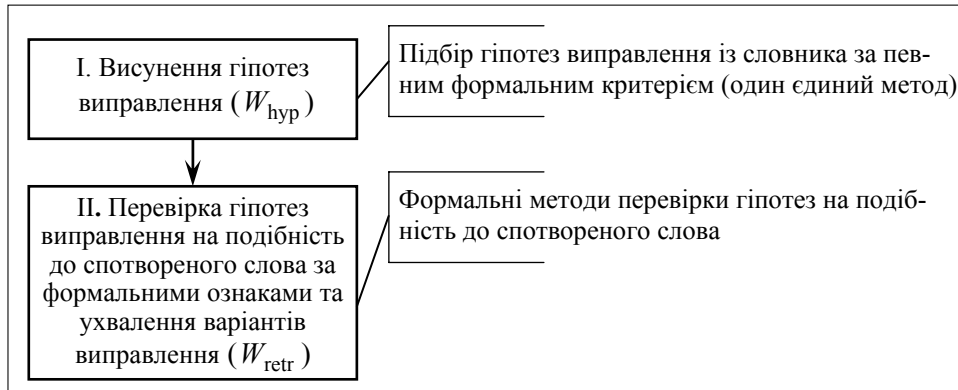 I. Висунення гіпотез
виправлення (W_hyp)
Підбір гіпотез виправлення із словника за пев-
ним формальним критерієм (один єдиний метод)
II. Перевірка гіпотез
виправлення на подібність
до спотвореного слова за
формальними ознаками та
ухвалення варіантів
виправлення (W_retr)
Формальні методи перевірки гіпотез на подіб-
ність до спотвореного слова